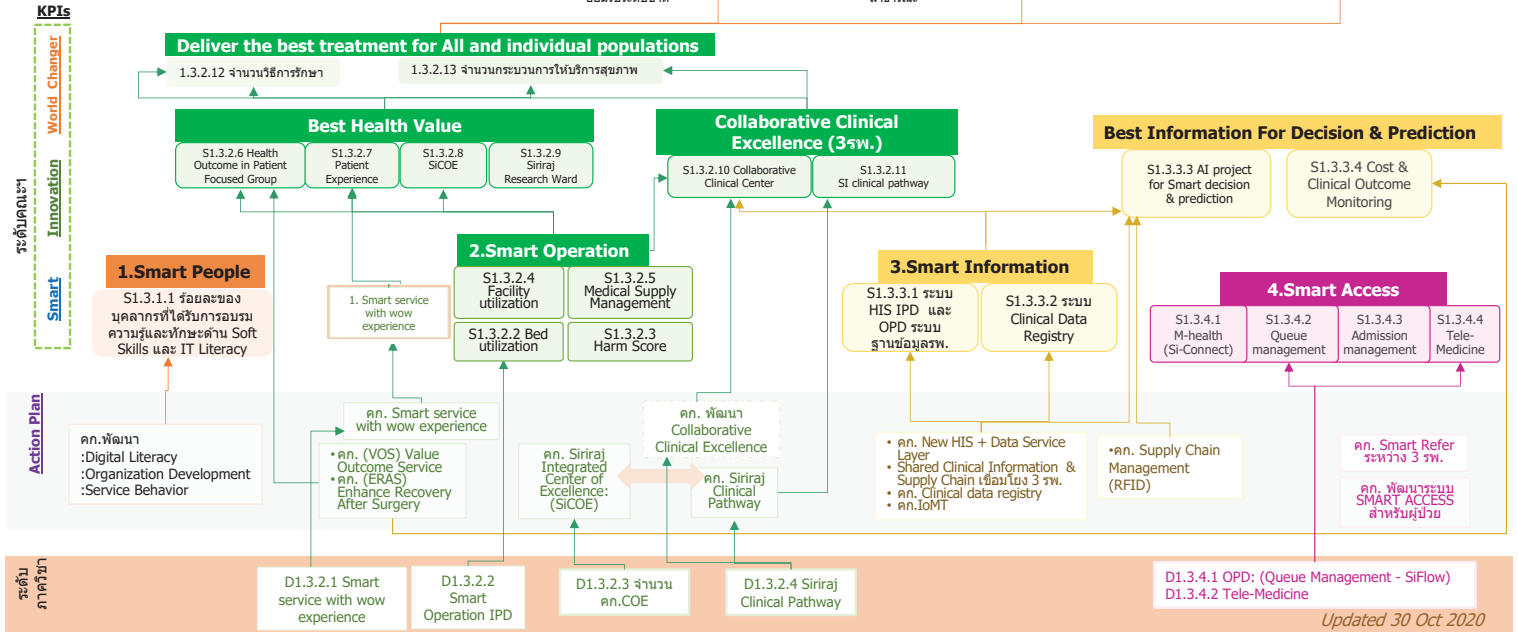 KPIs
World Changer
Innovation
Smart
ระดับคณะฯ
Action Plan
ระดับ
ภาควิชา
Deliver the best treatment for All and individual populations
1.3.2.12 จำนวนวิธีการรักษา
1.3.2.13 จำนวนกระบวนการให้บริการสุขภาพ
Best Health Value
S1.3.2.6 Health
Outcome in Patient
Focused Group
S1.3.2.7
Patient
Experience
S1.3.2.8
SiCOE
S1.3.2.9
Siriraj
Research Ward
Collaborative Clinical
Excellence (3รพ.)
S1.3.2.10 Collaborative
Clinical Center
S1.3.2.11
SI clinical pathway
Best Information For Decision & Prediction
S1.3.3.3 AI project
for Smart decision
& prediction
S1.3.3.4 Cost &
Clinical Outcome
Monitoring
1.Smart People
S1.3.1.1 ร้อยละของ
บุคลากรที่ได้รับการอบรม
ความรู้และทักษะด้าน Soft
Skills และ IT Literacy
1. Smart service
with wow
experience
2.Smart Operation
S1.3.2.4
Facility
utilization
S1.3.2.5
Medical Supply
Management
S1.3.2.2 Bed
utilization
S1.3.2.3
Harm Score
3.Smart Information
S1.3.3.1 ระบบ
HIS IPD และ
OPD ระบบ
ฐานข้อมูลรพ.
S1.3.3.2 ระบบ
Clinical Data
Registry
4.Smart Access
S1.3.4.1
M-health
(Si-Connect)
S1.3.4.2
Queue
management
S1.3.4.3
Admission
management
S1.3.4.4
Tele-
Medicine
คก.พัฒนา
:Digital Literacy
:Organization Development
:Service Behavior
คก. Smart service
with wow experience
•คก. (VOS) Value
Outcome Service
•คก. (ERAS)
Enhance Recovery
After Surgery
คก. Siriraj
Integrated
Center of
Excellence:
(SiCOE)
คก. พัฒนา
Collaborative
Clinical Excellence
คก. Siriraj
Clinical
Pathway
• คก. New HIS + Data Service
Layer
• Shared Clinical Information &
Supply Chain เชื่อมโยง 3 รพ.
• คก. Clinical data registry
• คก.IoMT
•คก. Supply Chain
Management
(RFID)
คก. Smart Refer
ระหว่าง 3 รพ.
คก. พัฒนาระบบ
SMART ACCESS
สำหรับผู้ป่วย
D1.3.2.1 Smart
service with wow
experience
D1.3.2.2
Smart
Operation IPD
D1.3.2.3 จำนวน
คก.COE
D1.3.2.4 Siriraj
Clinical Pathway
D1.3.4.1 OPD: (Queue Management - SiFlow)
D1.3.4.2 Tele-Medicine
Updated 30 Oct 2020